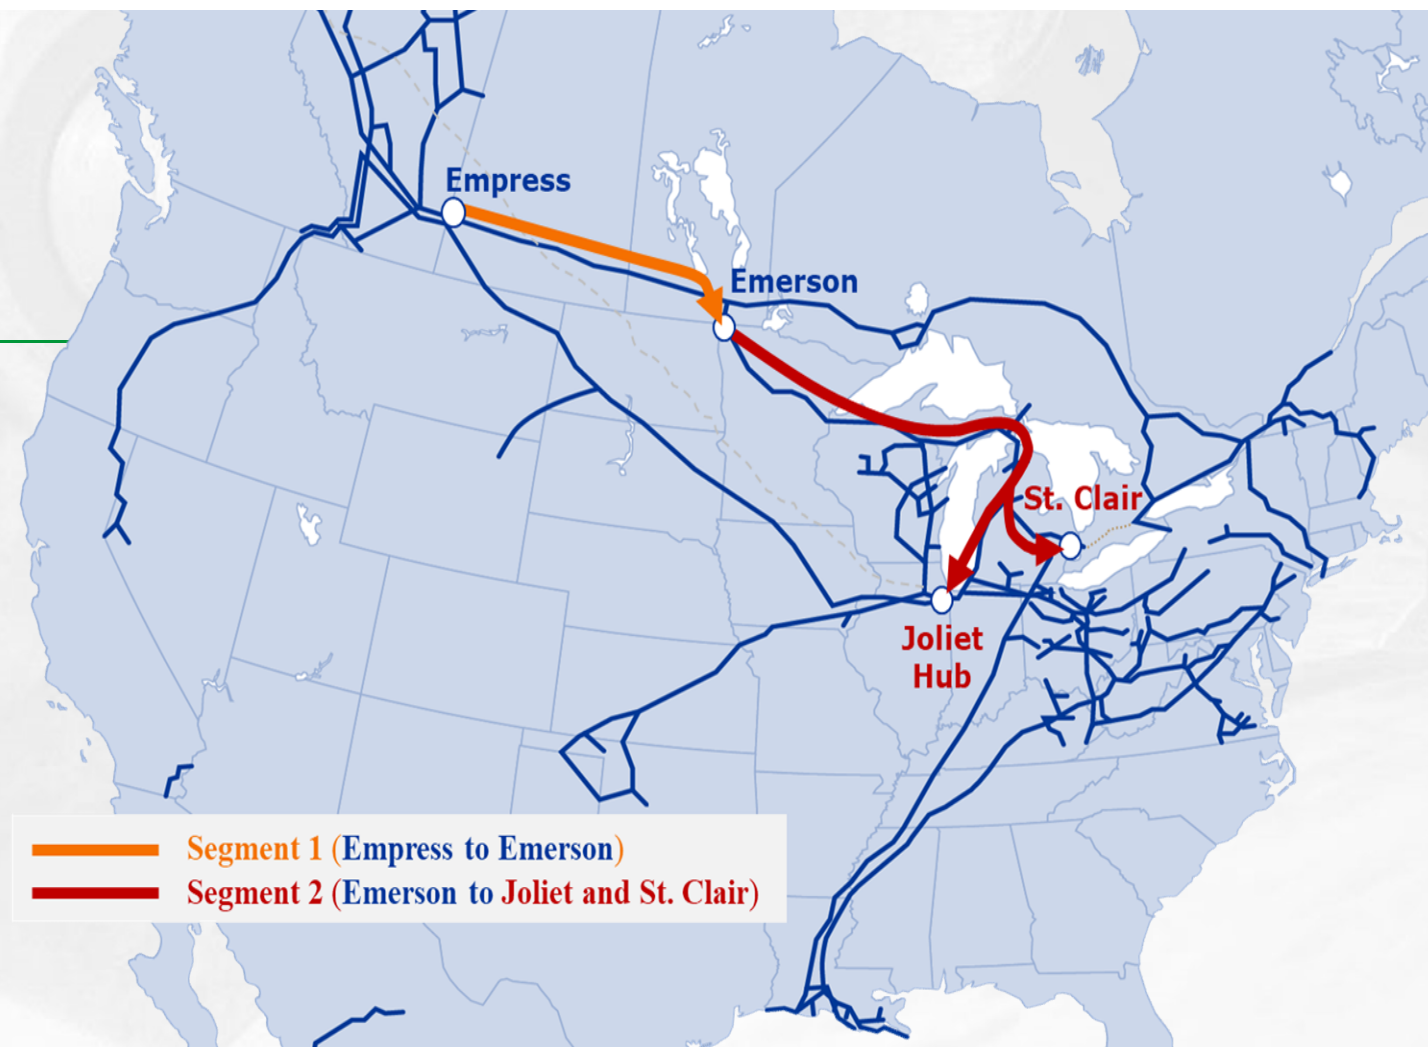 Empress
Emerson
St. Clair
Joliet
Hub
Segment 1 (Empress to Emerson)
Segment 2 (Emerson to Joliet and St. Clair)